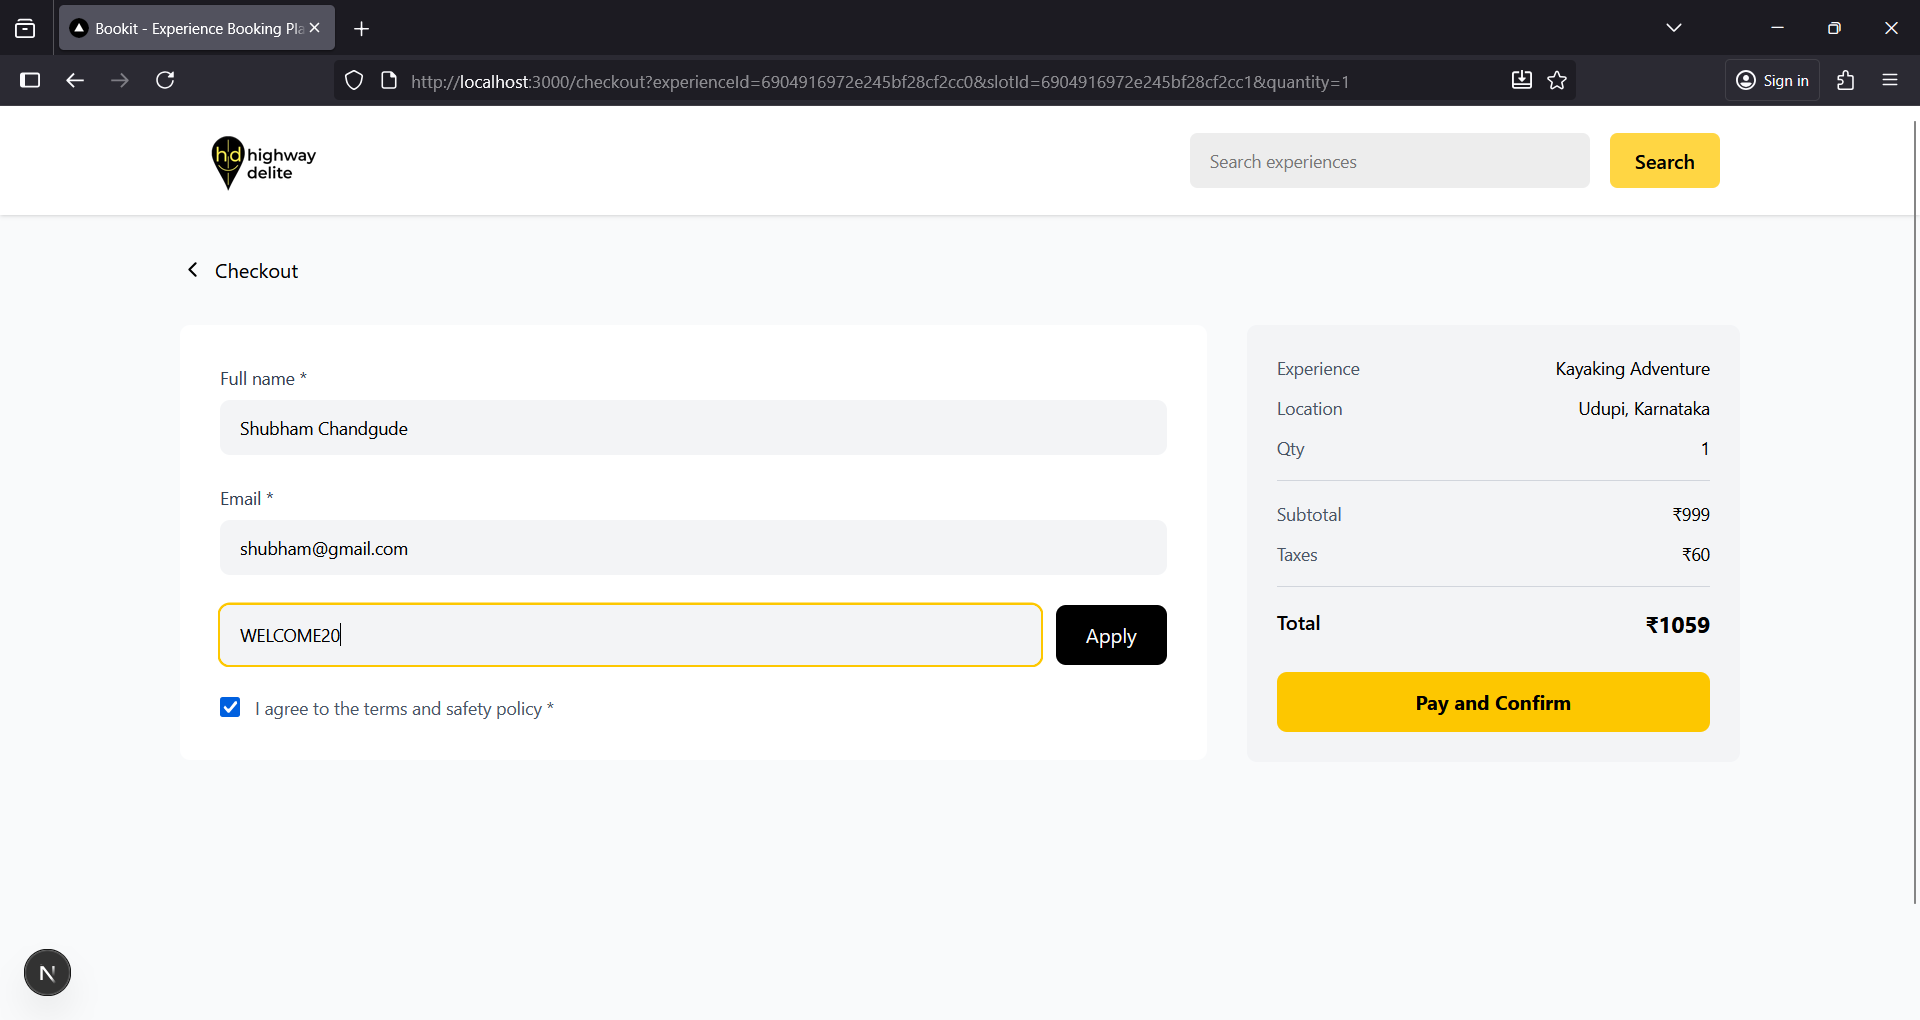 Bookit - Experience Booking Pla
http://localhost:3000/checkout?experienceId=6904916972e245bf28cf2cc0&slotId=6904916972e245bf28cf2cc1&quantity=1
Sign in
hd highway
delite
Search experiences
Search
Checkout
Full name *
Shubham Chandgude
Email *
shubham@gmail.com
WELCOME20
Apply
I agree to the terms and safety policy *
Experience Kayaking Adventure
Location Udupi, Karnataka
Qty 1
Subtotal ₹999
Taxes ₹60
Total ₹1059
Pay and Confirm
N